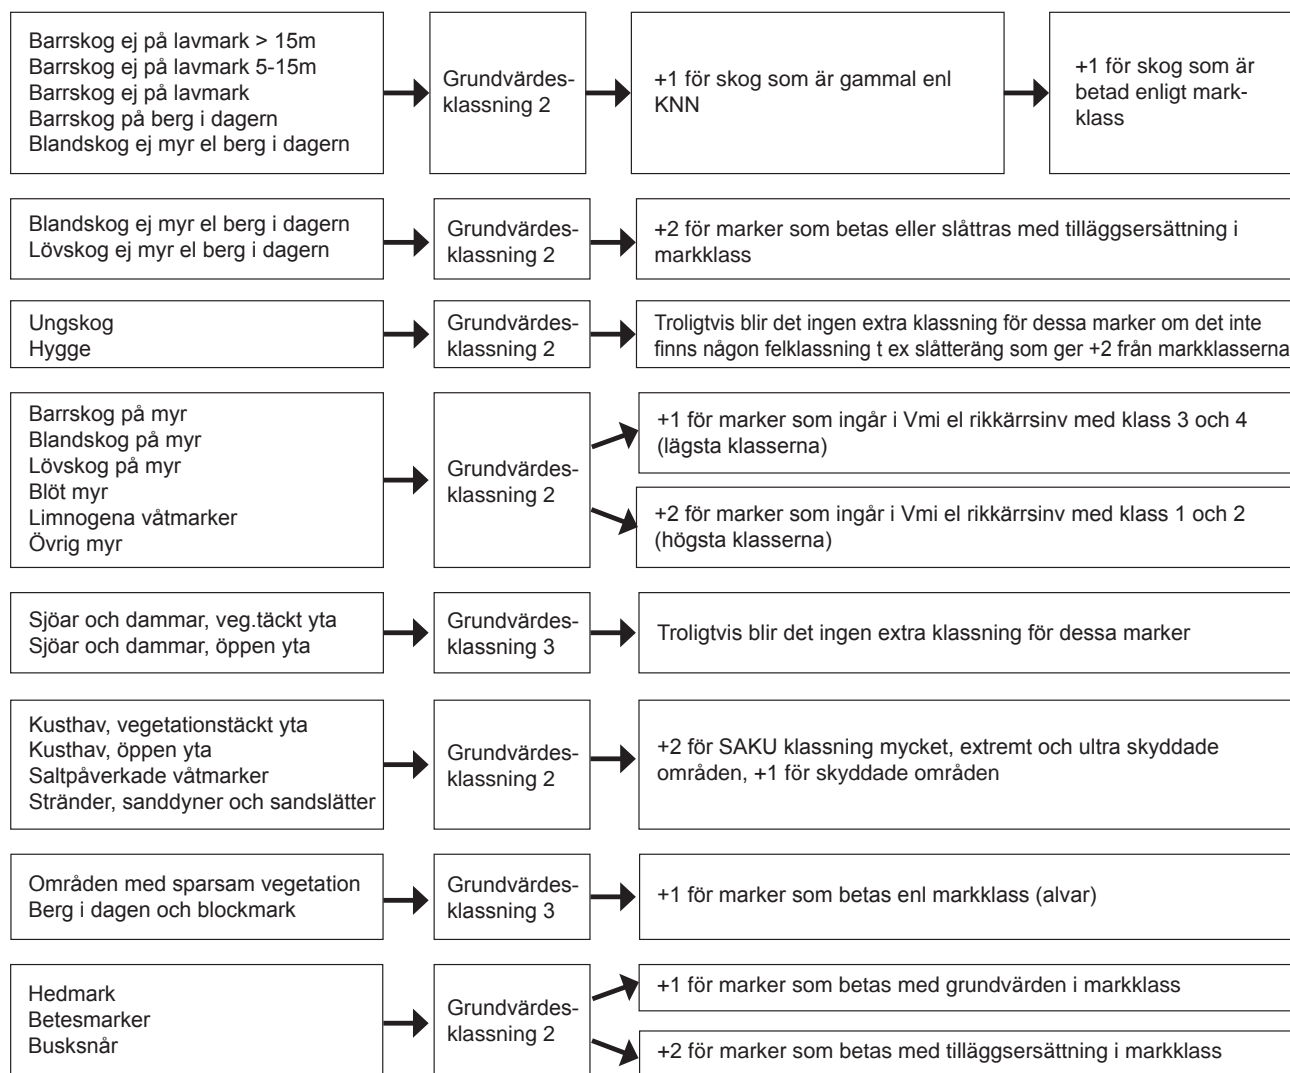 Barrskog ej på lavmark > 15m
Barrskog ej på lavmark 5-15m
Barrskog ej på lavmark
Barrskog på berg i dagern
Blandskog ej myr el berg i dagern
Grundvärdes-
klassning 2
+1 för skog som är gammal enl
KNN
+1 för skog som är
betad enligt mark-
klass
Blandskog ej myr el berg i dagern
Lövskog ej myr el berg i dagern
Grundvärdes-
klassning 2
+2 för marker som betas eller slåttras med tilläggsersättning i
markklass
Ungskog
Hygge
Grundvärdes-
klassning 2
Troligtvis blir det ingen extra klassning för dessa marker om det inte
finns någon felklassning t ex slåtteräng som ger +2 från markklasserna
Barrskog på myr
Blandskog på myr
Lövskog på myr
Blöt myr
Limnogena våtmarker
Övrig myr
Grundvärdes-
klassning 2
+1 för marker som ingår i Vmi el rikkärrsinv med klass 3 och 4
(lägsta klasserna)
+2 för marker som ingår i Vmi el rikkärrsinv med klass 1 och 2
(högsta klasserna)
Sjöar och dammar, veg.täckt yta
Sjöar och dammar, öppen yta
Grundvärdes-
klassning 3
Troligtvis blir det ingen extra klassning för dessa marker
Kusthav, vegetationstäckt yta
Kusthav, öppen yta
Saltpåverkade våtmarker
Stränder, sanddyner och sandslätter
Grundvärdes-
klassning 2
+2 för SAKU klassning mycket, extremt och ultra skyddade
områden, +1 för skyddade områden
Områden med sparsam vegetation
Berg i dagen och blockmark
Grundvärdes-
klassning 3
+1 för marker som betas enl markklass (alvar)
Hedmark
Betesmarker
Busksnår
Grundvärdes-
klassning 2
+1 för marker som betas med grundvärden i markklass
+2 för marker som betas med tilläggsersättning i markklass